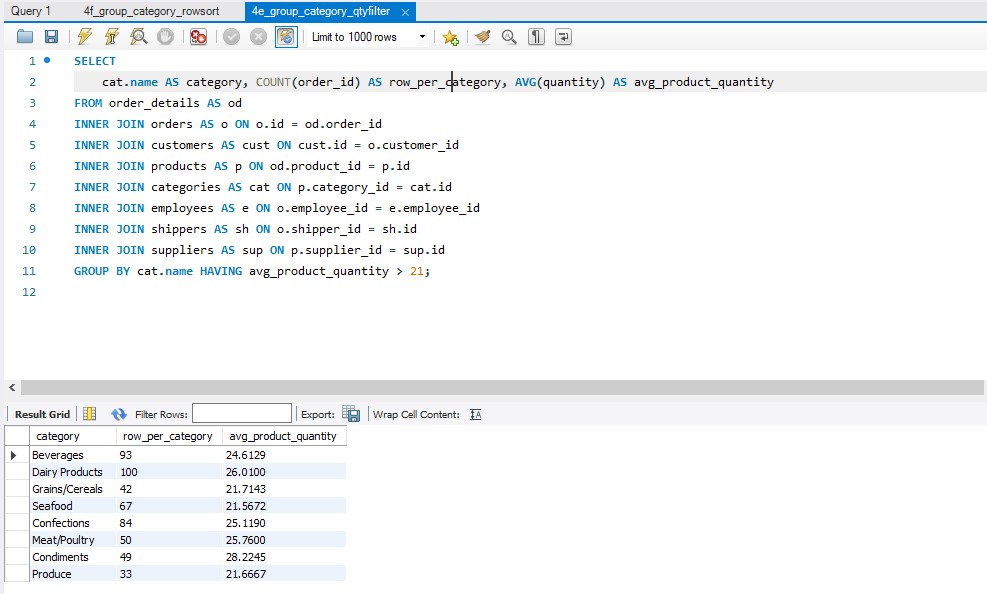 Query 1 4f_group_category_rowsort 4e_group_category_qtyfilter
Limit to 1000 rows
1 SELECT
2 cat.name AS category, COUNT(order_id) AS row_per_category, AVG(quantity) AS avg_product_quantity
3 FROM order_details AS od
4 INNER JOIN orders AS o ON o.id = od.order_id
5 INNER JOIN customers AS cust ON cust.id = o.customer_id
6 INNER JOIN products AS p ON od.product_id = p.id
7 INNER JOIN categories AS cat ON p.category_id = cat.id
8 INNER JOIN employees AS e ON o.employee_id = e.employee_id
9 INNER JOIN shippers AS sh ON o.shipper_id = sh.id
10 INNER JOIN suppliers AS sup ON p.supplier_id = sup.id
11 GROUP BY cat.name HAVING avg_product_quantity > 21;
12
Result Grid Filter Rows: Export: Wrap Cell Content: IA
category row_per_category avg_product_quantity
Beverages 93 24.6129
Dairy Products 100 26.0100
Grains/Cereals 42 21.7143
Seafood 67 21.5672
Confections 84 25.1190
Meat/Poultry 50 25.7600
Condiments 49 28.2245
Produce 33 21.6667